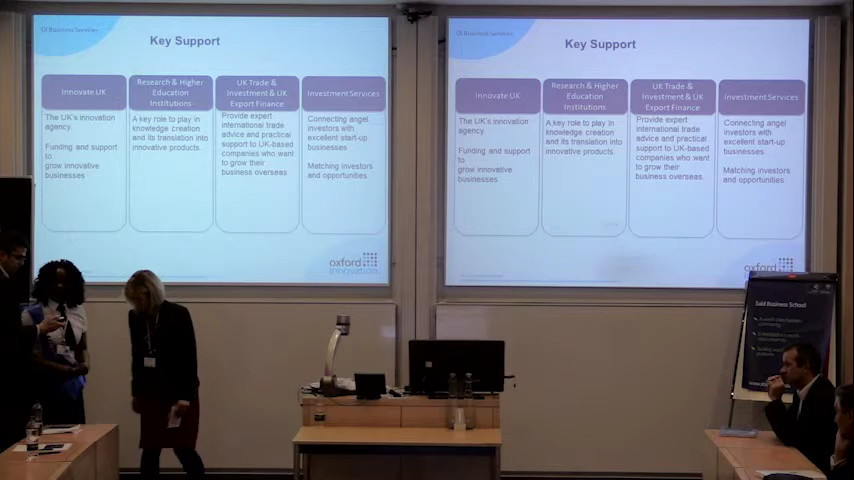 OI Business Services
Key Support
Innovate UK
The UK's innovation
agency.
Funding and support
to
grow innovative
businesses.
Research & Higher
Education
Institutions
A key role to play in
knowledge creation
and its translation into
innovative products.
UK Trade &
Investment & UK
Export Finance
Provide expert
international trade
advice and practical
support to UK-based
companies who want
to grow their
business overseas.
Investment Services
Connecting angel
investors with
excellent start-up
businesses.
Matching investors
and opportunities.
oxford
innovation
OI Business Services
Key Support
Innovate UK
The UK's innovation
agency.
Funding and support
to
grow innovative
businesses.
Research & Higher
Education
Institutions
A key role to play in
knowledge creation
and its translation into
innovative products.
UK Trade &
Investment & UK
Export Finance
Provide expert
international trade
advice and practical
support to UK-based
companies who want
to grow their
business overseas.
Investment Services
Connecting angel
investors with
excellent start-up
businesses.
Matching investors
and opportunities.
oxford
Saïd Business School